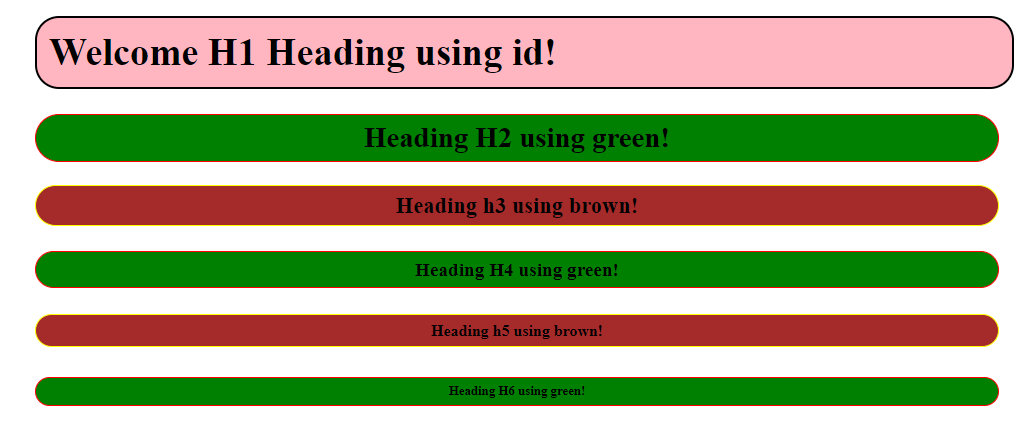 Welcome H1 Heading using id!
Heading H2 using green!
Heading h3 using brown!
Heading H4 using green!
Heading h5 using brown!
Heading H6 using green!